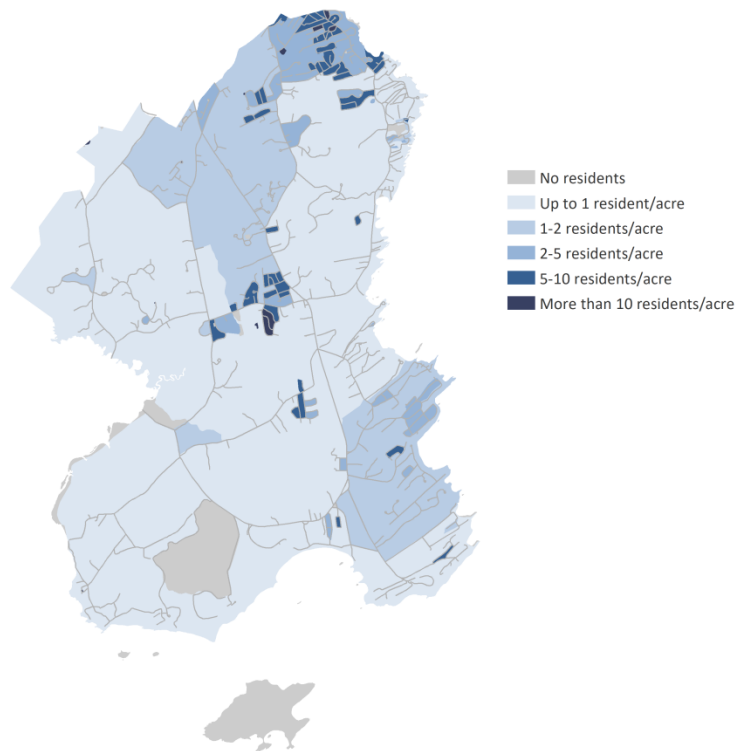 No residents
Up to 1 resident/acre
1-2 residents/acre
2-5 residents/acre
5-10 residents/acre
More than 10 residents/acre